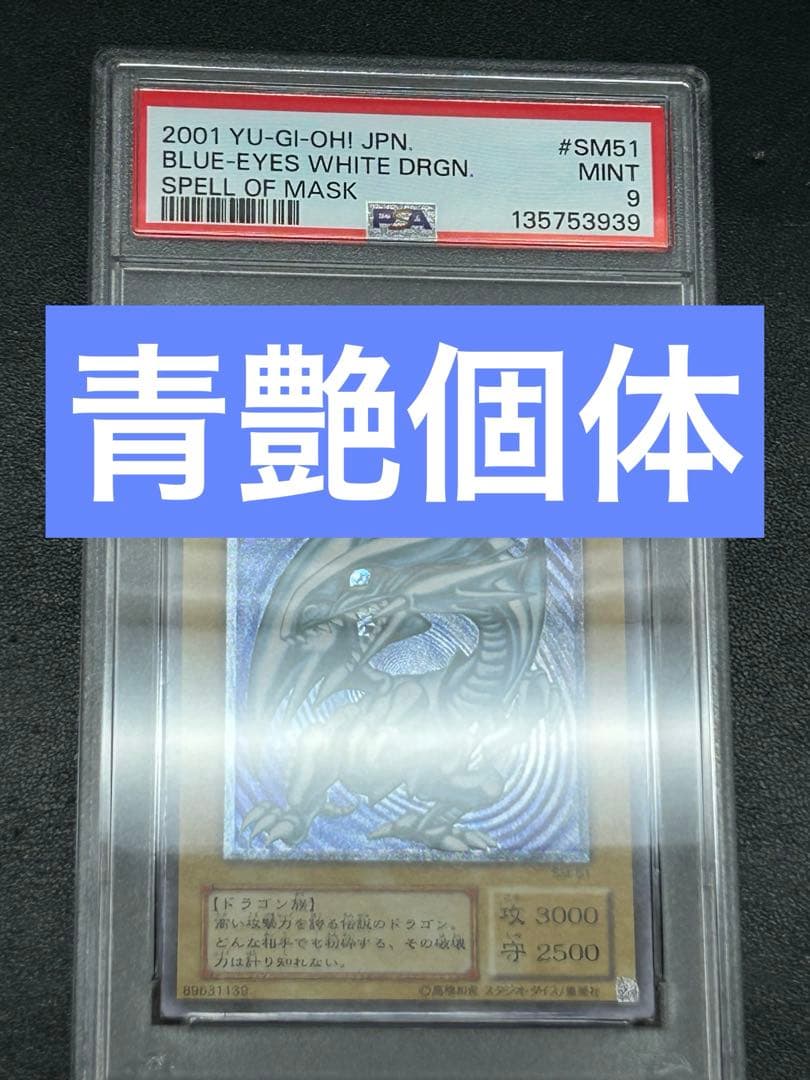 2001 YU-GI-OH! JPN.
BLUE-EYES WHITE DRGN.
SPELL OF MASK
#SM51
MINT
9
135753939
PSA
青艶個体
【ドラゴン族】
高い攻撃力を誇る伝説のドラゴン。
どんな相手でも粉砕する、その破壊
力は計り知れない。
攻 3000
守 2500
89631139
©高橋和希 スタジオ・ダイス/集英社